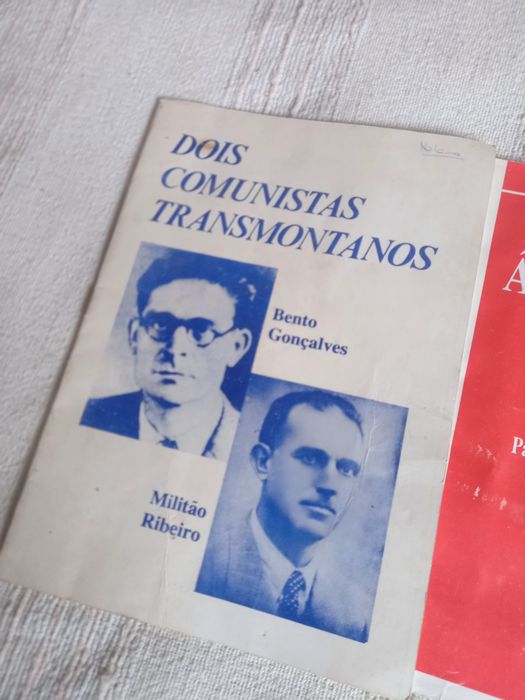 DOIS
COMUNISTAS
TRANSMONTANOS
Bento
Gonçalves
Militão
Ribeiro